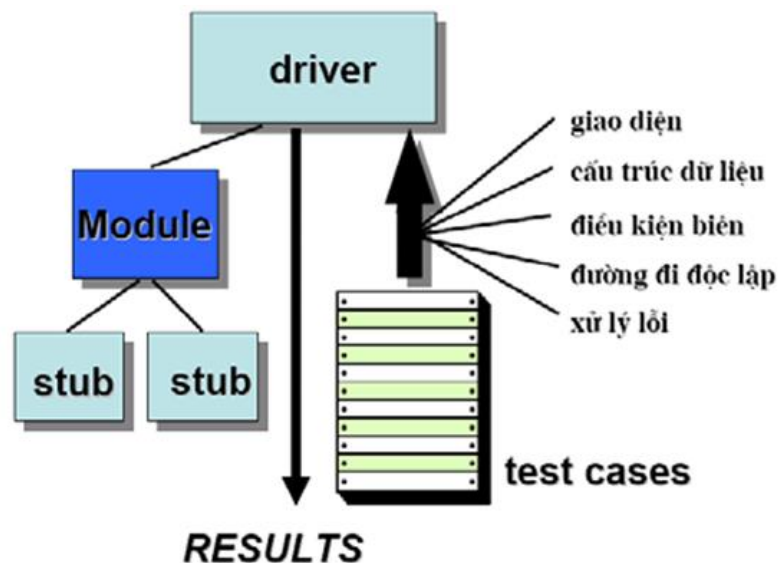 driver
giao diện
cấu trúc dữ liệu
điều kiện biên
đường đi độc lập
xử lý lỗi
Module
stub
stub
test cases
RESULTS